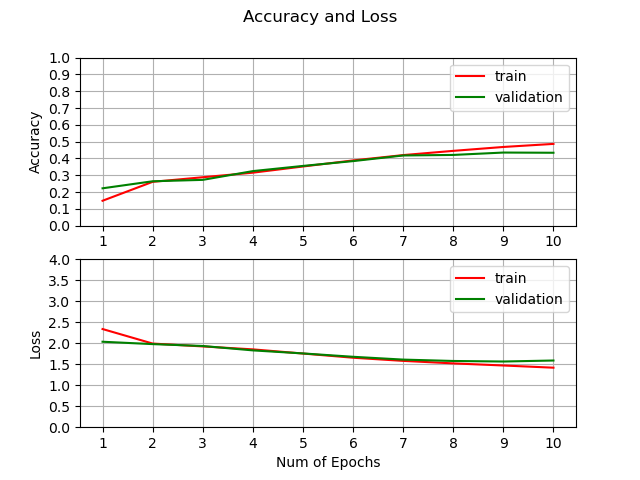 Accuracy and Loss
Accuracy
1.0
0.9
0.8
0.7
0.6
0.5
0.4
0.3
0.2
0.1
0.0
train
validation
1 2 3 4 5 6 7 8 9 10
Loss
4.0
3.5
3.0
2.5
2.0
1.5
1.0
0.5
0.0
train
validation
1 2 3 4 5 6 7 8 9 10
Num of Epochs